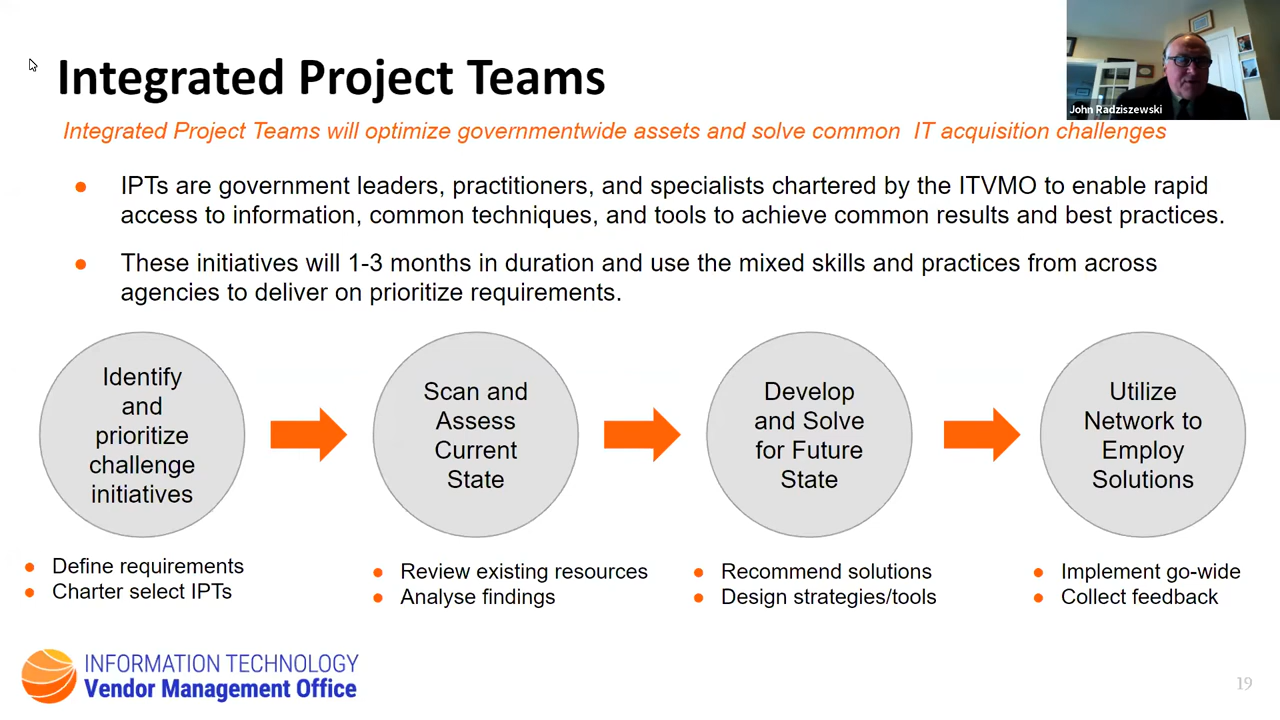 Integrated Project Teams
John Radziszewski
Integrated Project Teams will optimize governmentwide assets and solve common IT acquisition challenges
● IPTs are government leaders, practitioners, and specialists chartered by the ITVMO to enable rapid
access to information, common techniques, and tools to achieve common results and best practices.
● These initiatives will 1-3 months in duration and use the mixed skills and practices from across
agencies to deliver on prioritize requirements.
Identify
and
prioritize
challenge
initiatives
Scan and
Assess
Current
State
Develop
and Solve
for Future
State
Utilize
Network to
Employ
Solutions
● Define requirements
● Charter select IPTs
● Review existing resources
● Analyse findings
● Recommend solutions
● Design strategies/tools
● Implement go-wide
● Collect feedback
INFORMATION TECHNOLOGY
Vendor Management Office
19